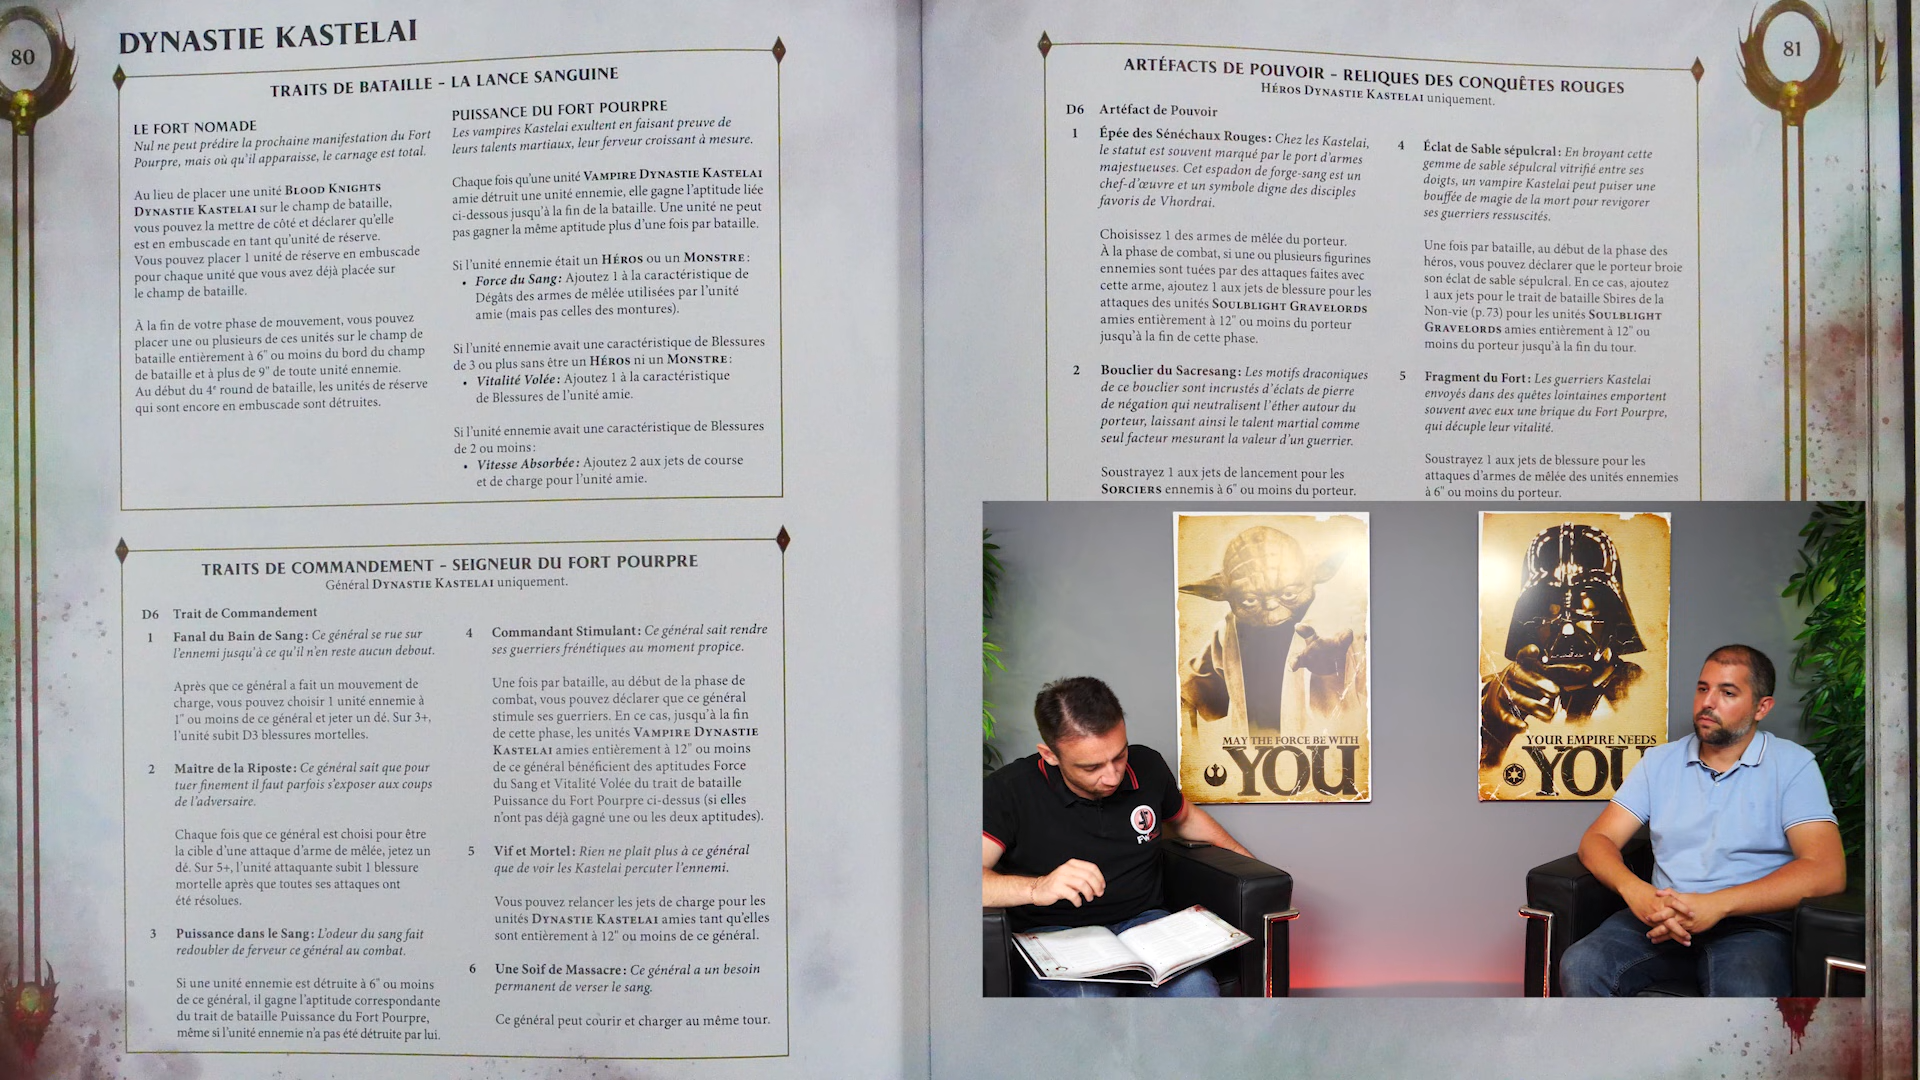 80
DYNASTIE KASTELAI
TRAITS DE BATAILLE – LA LANCE SANGUINE
LE FORT NOMADE
Nul ne peut prédire la prochaine manifestation du Fort
Pourpre, mais où qu'il apparaisse, le carnage est total.
Au lieu de placer une unité BLOOD KNIGHTS
DYNASTIE KASTELAI sur le champ de bataille,
vous pouvez la mettre de côté et déclarer qu'elle
est en embuscade en tant qu'unité de réserve.
Vous pouvez placer 1 unité de réserve en embuscade
pour chaque unité que vous avez déjà placée sur
le champ de bataille.
À la fin de votre phase de mouvement, vous pouvez
placer une ou plusieurs de ces unités sur le champ de
bataille entièrement à 6" ou moins du bord du champ
de bataille et à plus de 9" de toute unité ennemie.
Au début du 4e round de bataille, les unités de réserve
qui sont encore en embuscade sont détruites.
PUISSANCE DU FORT POURPRE
Les vampires Kastelai exultent en faisant preuve de
leurs talents martiaux, leur ferveur croissant à mesure.
Chaque fois qu'une unité VAMPIRE DYNASTIE KASTELAI
amie détruit une unité ennemie, elle gagne l'aptitude liée
ci-dessous jusqu'à la fin de la bataille. Une unité ne peut
pas gagner la même aptitude plus d'une fois par bataille.
Si l'unité ennemie était un HÉROS ou un MONSTRE :
• Force du Sang : Ajoutez 1 à la caractéristique de
Dégâts des armes de mêlée utilisées par l'unité
amie (mais pas celles des montures).
Si l'unité ennemie avait une caractéristique de Blessures
de 3 ou plus sans être un HÉROS ni un MONSTRE :
• Vitalité Volée : Ajoutez 1 à la caractéristique
de Blessures de l'unité amie.
Si l'unité ennemie avait une caractéristique de Blessures
de 2 ou moins :
• Vitesse Absorbée : Ajoutez 2 aux jets de course
et de charge pour l'unité amie.
TRAITS DE COMMANDEMENT – SEIGNEUR DU FORT POURPRE
Général DYNASTIE KASTELAI uniquement.
D6 Trait de Commandement
1 Fanal du Bain de Sang : Ce général se rue sur
l'ennemi jusqu'à ce qu'il n'en reste aucun debout.
Après que ce général a fait un mouvement de
charge, vous pouvez choisir 1 unité ennemie à
1" ou moins de ce général et jeter un dé. Sur 3+,
l'unité subit D3 blessures mortelles.
2 Maître de la Riposte : Ce général sait que pour
tuer finement il faut parfois s'exposer aux coups
de l'adversaire.
Chaque fois que ce général est choisi pour être
la cible d'une attaque d'arme de mêlée, jetez un
dé. Sur 5+, l'unité attaquante subit 1 blessure
mortelle après que toutes ses attaques ont
été résolues.
3 Puissance dans le Sang : L'odeur du sang fait
redoubler de ferveur ce général au combat.
Si une unité ennemie est détruite à 6" ou moins
de ce général, il gagne l'aptitude correspondante
du trait de bataille Puissance du Fort Pourpre,
même si l'unité ennemie n'a pas été détruite par lui.
4 Commandant Stimulant : Ce général sait rendre
ses guerriers frénétiques au moment propice.
Une fois par bataille, au début de la phase de
combat, vous pouvez déclarer que ce général
stimule ses guerriers. En ce cas, jusqu'à la fin
de cette phase, les unités VAMPIRE DYNASTIE
KASTELAI amies entièrement à 12" ou moins
de ce général bénéficient des aptitudes Force
du Sang et Vitalité Volée du trait de bataille
Puissance du Fort Pourpre ci-dessus (si elles
n'ont pas déjà gagné une ou les deux aptitudes).
5 Vif et Mortel : Rien ne plaît plus à ce général
que de voir les Kastelai percuter l'ennemi.
Vous pouvez relancer les jets de charge pour les
unités DYNASTIE KASTELAI amies tant qu'elles
sont entièrement à 12" ou moins de ce général.
6 Une Soif de Massacre : Ce général a un besoin
permanent de verser le sang.
Ce général peut courir et charger au même tour.
81
ARTÉFACTS DE POUVOIR – RELIQUES DES CONQUÊTES ROUGES
HÉROS DYNASTIE KASTELAI uniquement.
D6 Artéfact de Pouvoir
1 Épée des Sénéchaux Rouges : Chez les Kastelai,
le statut est souvent marqué par le port d'armes
majestueuses. Cet espadon de forge-sang est un
chef-d'œuvre et un symbole digne des disciples
favoris de Vhordrai.
Choisissez 1 des armes de mêlée du porteur.
À la phase de combat, si une ou plusieurs figurines
ennemies sont tuées par des attaques faites avec
cette arme, ajoutez 1 aux jets de blessure pour les
attaques des unités SOULBLIGHT GRAVELORDS
amies entièrement à 12" ou moins du porteur
jusqu'à la fin de cette phase.
2 Bouclier du Sacresang : Les motifs draconiques
de ce bouclier sont incrustés d'éclats de pierre
de négation qui neutralisent l'éther autour du
porteur, laissant ainsi le talent martial comme
seul facteur mesurant la valeur d'un guerrier.
Soustrayez 1 aux jets de lancement pour les
SORCIERS ennemis à 6" ou moins du porteur.
4 Éclat de Sable sépulcral : En broyant cette
gemme de sable sépulcral vitrifié entre ses
doigts, un vampire Kastelai peut puiser une
bouffée de magie de la mort pour revigorer
ses guerriers ressuscités.
Une fois par bataille, au début de la phase des
héros, vous pouvez déclarer que le porteur broie
son éclat de sable sépulcral. En ce cas, ajoutez
1 aux jets pour le trait de bataille Sbires de la
Non-vie (p. 73) pour les unités SOULBLIGHT
GRAVELORDS amies entièrement à 12" ou
moins du porteur jusqu'à la fin du tour.
5 Fragment du Fort : Les guerriers Kastelai
envoyés dans des quêtes lointaines emportent
souvent avec eux une brique du Fort Pourpre,
qui décuple leur vitalité.
Soustrayez 1 aux jets de blessure pour les
attaques d'armes de mêlée des unités ennemies
à 6" ou moins du porteur.
MAY THE FORCE BE WITH
YOU
YOUR EMPIRE NEEDS
YOU